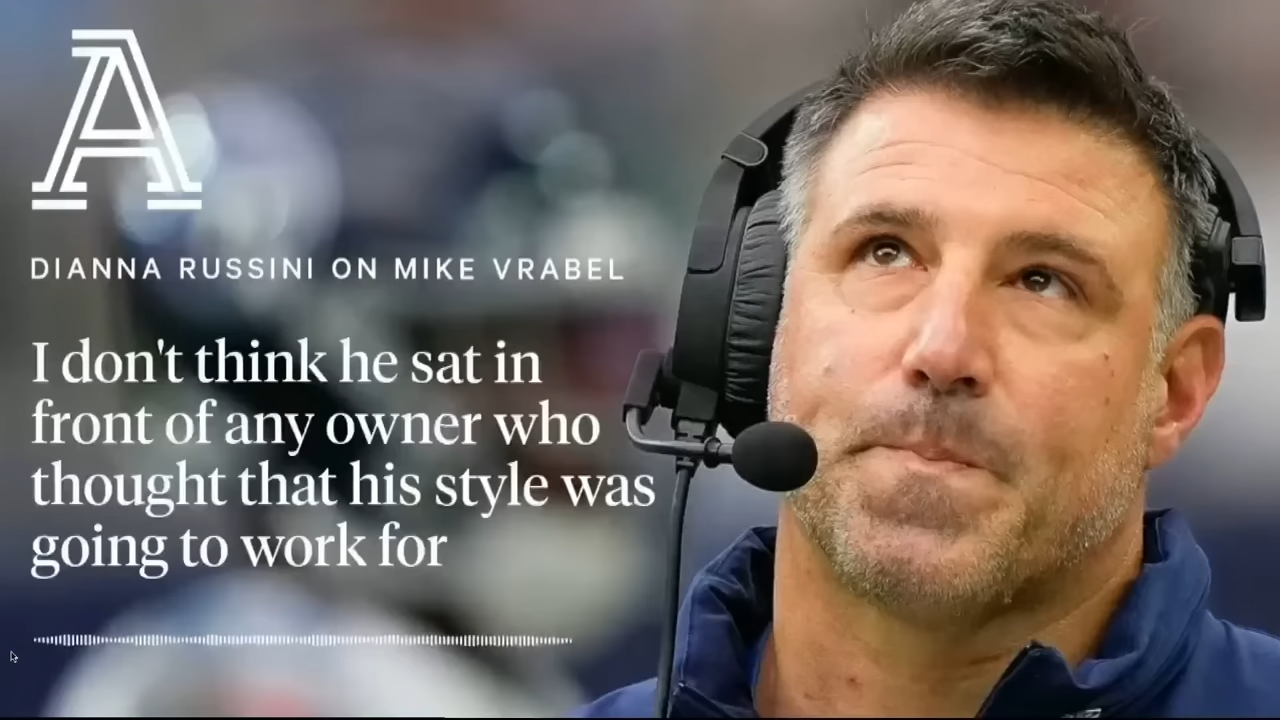 A
DIANNA RUSSINI ON MIKE VRABEL
I don't think he sat in
front of any owner who
thought that his style was
going to work for